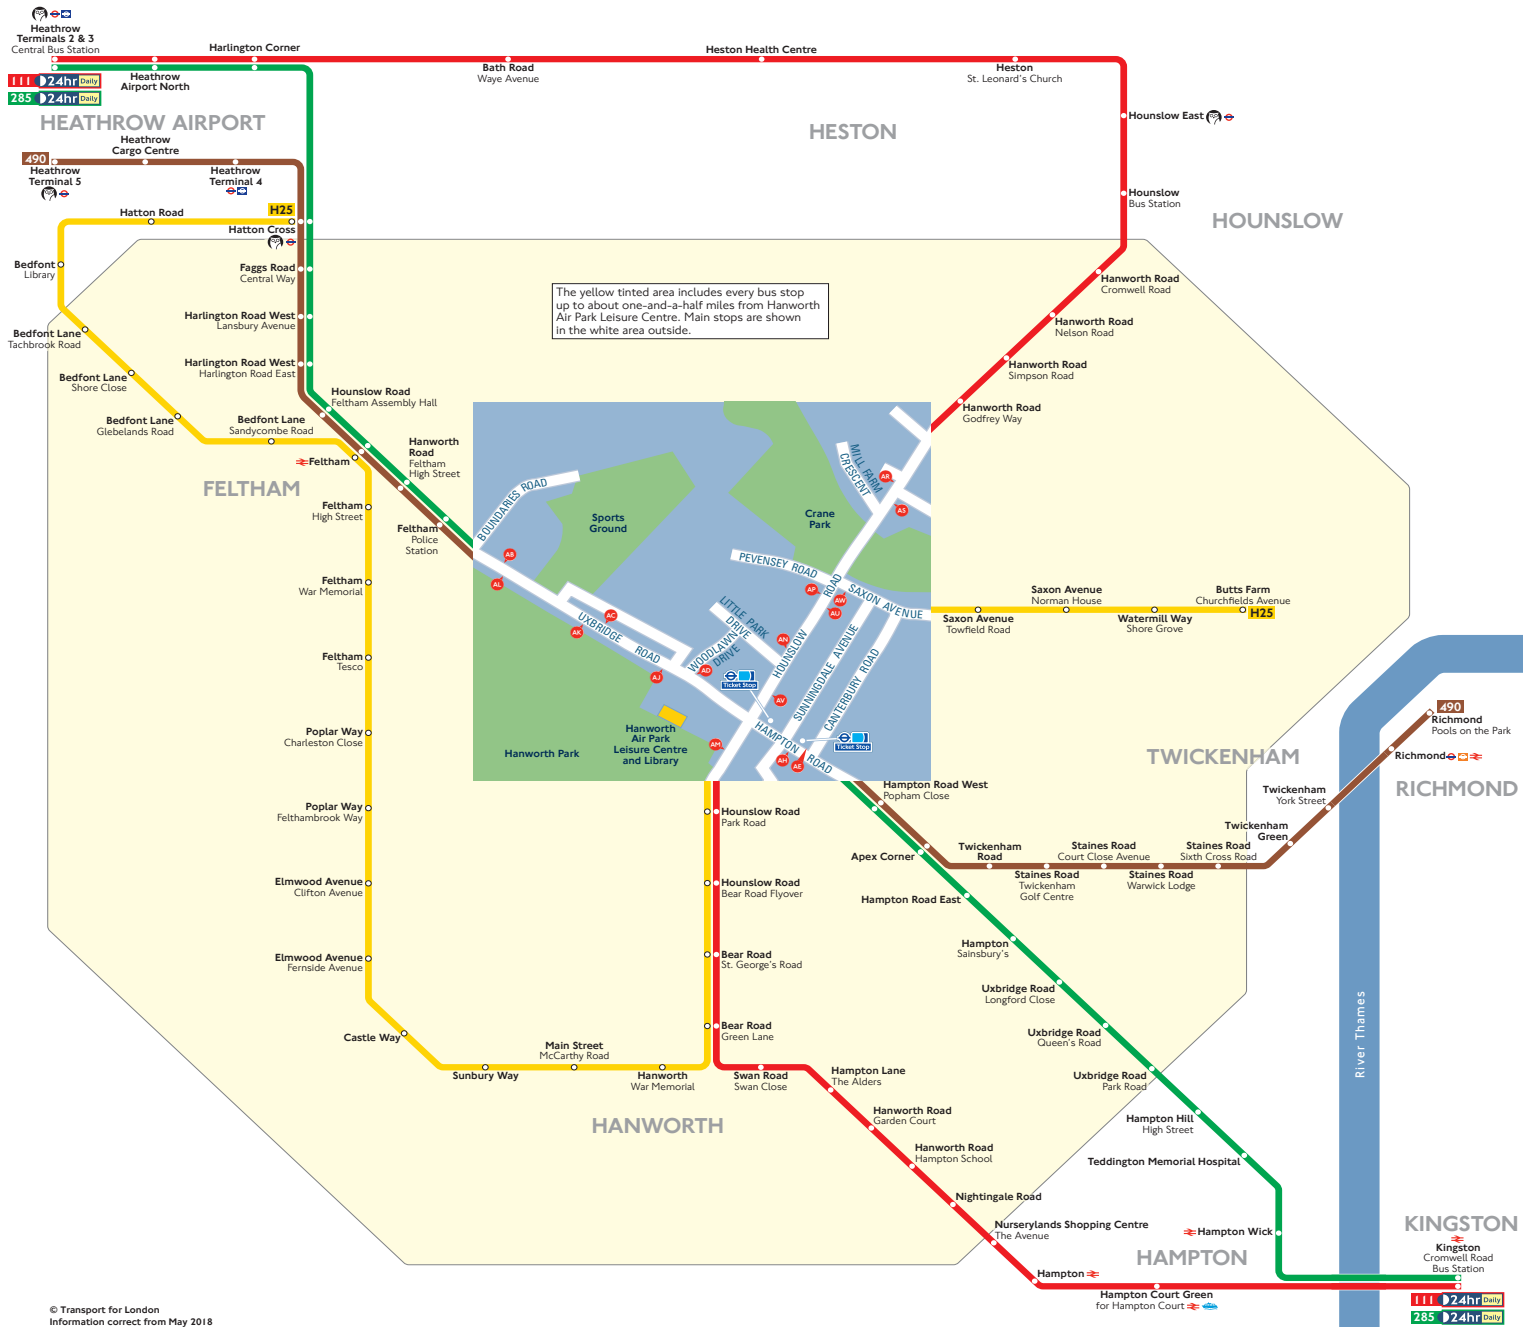 Heathrow
Terminals 2 & 3
Central Bus Station
111 24hr Daily
285 24hr Daily
Heathrow
Airport North
Harlington Corner
Bath Road
Waye Avenue
Heston Health Centre
Heston
St. Leonard's Church
HEATHROW AIRPORT
HESTON
HOUNSLOW
Hounslow East
Hounslow
Bus Station
490
Heathrow
Terminal 5
Heathrow
Cargo Centre
Heathrow
Terminal 4
H25
Hatton Cross
Hatton Road
Bedfont
Library
Bedfont Lane
Tachbrook Road
Bedfont Lane
Shore Close
Bedfont Lane
Glebelands Road
Bedfont Lane
Sandycombe Road
Feltham
Faggs Road
Central Way
Harlington Road West
Lansbury Avenue
Harlington Road West
Harlington Road East
Hounslow Road
Feltham Assembly Hall
Hanworth
Road
Feltham
High Street
Feltham
Police
Station
The yellow tinted area includes every bus stop
up to about one-and-a-half miles from Hanworth
Air Park Leisure Centre. Main stops are shown
in the white area outside.
Hanworth Road
Cromwell Road
Hanworth Road
Nelson Road
Hanworth Road
Simpson Road
Hanworth Road
Godfrey Way
FELTHAM
Feltham
High Street
Feltham
War Memorial
Feltham
Tesco
Poplar Way
Charleston Close
Poplar Way
Felthambrook Way
Elmwood Avenue
Clifton Avenue
Elmwood Avenue
Fernside Avenue
Castle Way
Sunbury Way
Main Street
McCarthy Road
Hanworth
War Memorial
BOUNDARIES ROAD
Sports
Ground
Crane
Park
MILL FARM
CRESCENT
AR
AS
PEVENSEY ROAD
SAXON AVENUE
AP
AW
AU
AB
AL
AC
AK
UXBRIDGE ROAD
LITTLE PARK
DRIVE
WOODLAWN
DRIVE
AN
HOUNSLOW ROAD
SUNNINGDALE AVENUE
CANTERBURY ROAD
AD
AJ
Ticket Stop
AV
Hanworth
Air Park
Leisure Centre
and Library
Hanworth Park
AM
HAMPTON ROAD
Ticket Stop
AH
AE
Saxon Avenue
Towfield Road
Saxon Avenue
Norman House
Watermill Way
Shore Grove
Butts Farm
Churchfields Avenue
H25
Hounslow Road
Park Road
Hounslow Road
Bear Road Flyover
Bear Road
St. George's Road
Bear Road
Green Lane
Swan Road
Swan Close
Hampton Lane
The Alders
Hanworth Road
Garden Court
Hanworth Road
Hampton School
Nightingale Road
Nurserylands Shopping Centre
The Avenue
Hampton
Hampton Court Green
for Hampton Court
HANWORTH
Hampton Road West
Popham Close
Apex Corner
Hampton Road East
Hampton
Sainsbury's
Uxbridge Road
Longford Close
Uxbridge Road
Queen's Road
Uxbridge Road
Park Road
Hampton Hill
High Street
Teddington Memorial Hospital
Hampton Wick
HAMPTON
Twickenham
Road
Staines Road
Twickenham
Golf Centre
Staines Road
Court Close Avenue
Staines Road
Warwick Lodge
Staines Road
Sixth Cross Road
Twickenham
Green
Twickenham
York Street
TWICKENHAM
Richmond
490
Richmond
Pools on the Park
RICHMOND
River Thames
KINGSTON
Kingston
Cromwell Road
Bus Station
111 24hr Daily
285 24hr Daily
© Transport for London
Information correct from May 2018